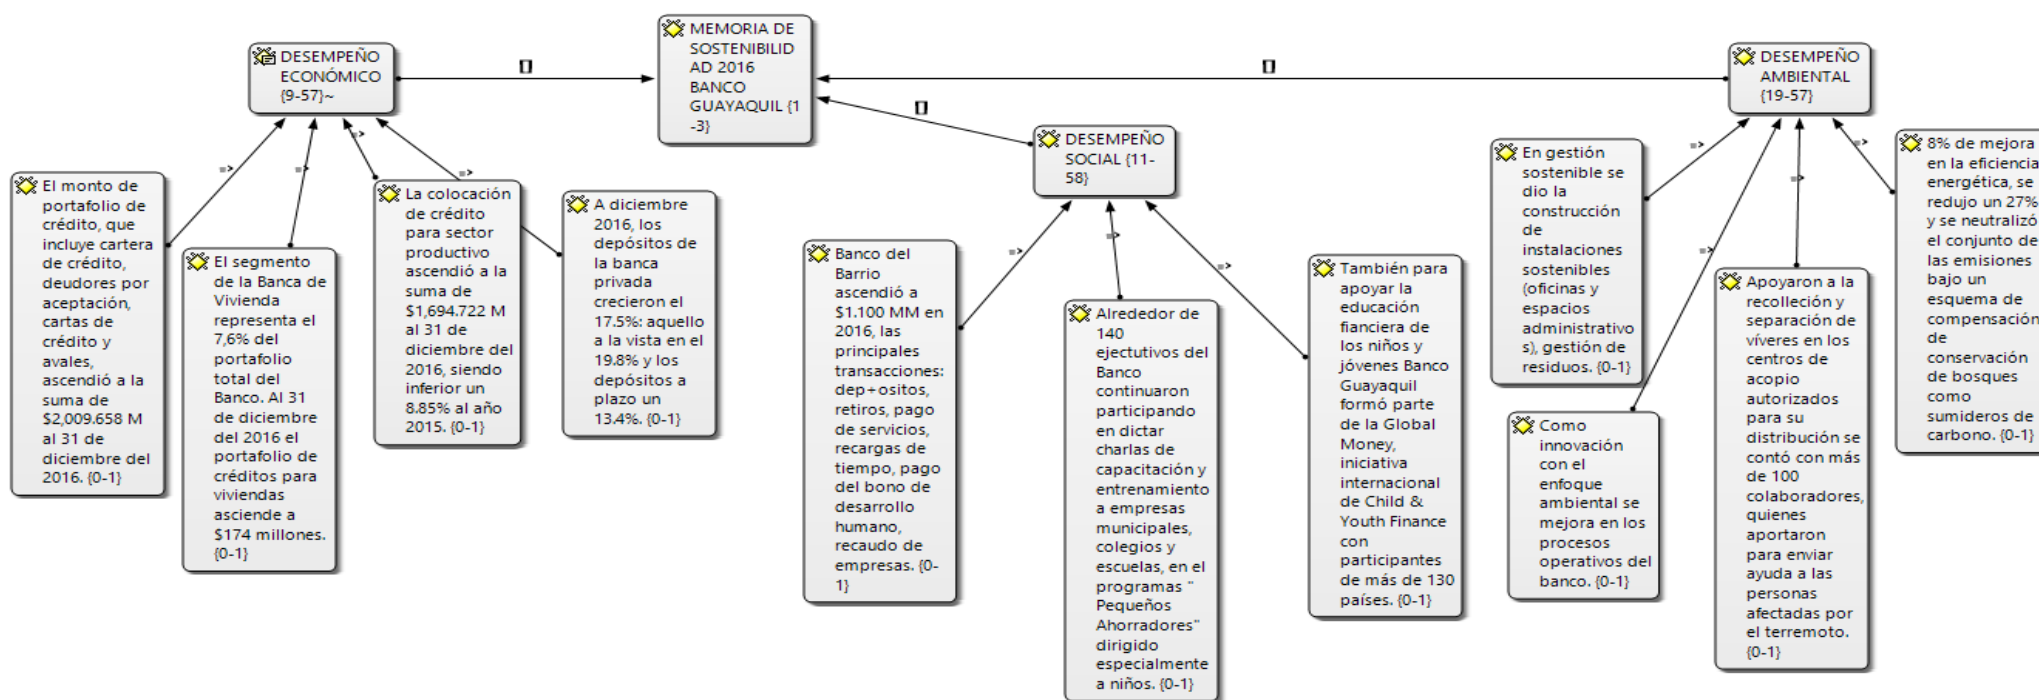 MEMORIA DE
SOSTENIBILID
AD 2016
BANCO
GUAYAQUIL {1
-3}
DESEMPEÑO
ECONÓMICO
{9-57}~
DESEMPEÑO
SOCIAL {11-
58}
DESEMPEÑO
AMBIENTAL
{19-57}
=>
=>
=>
=>
=>
=>
=>
=>
=>
=>
=>
El monto de
portafolio de
crédito, que
incluye cartera
de crédito,
deudores por
aceptación,
cartas de
crédito y
avales,
ascendió a la
suma de
$2,009.658 M
al 31 de
diciembre del
2016. {0-1}
El segmento
de la Banca de
Vivienda
representa el
7,6% del
portafolio
total del
Banco. Al 31
de diciembre
del 2016 el
portafolio de
créditos para
viviendas
asciende a
$174 millones.
{0-1}
La colocación
de crédito
para sector
productivo
ascendió a la
suma de
$1,694.722 M
al 31 de
diciembre del
2016, siendo
inferior un
8.85% al año
2015. {0-1}
A diciembre
2016, los
depósitos de
la banca
privada
crecieron el
17.5%: aquello
a la vista en el
19.8% y los
depósitos a
plazo un
13.4%. {0-1}
Banco del
Barrio
ascendió a
$1.100 MM en
2016, las
principales
transacciones:
dep+ositos,
retiros, pago
de servicios,
recargas de
tiempo, pago
del bono de
desarrollo
humano,
recaudo de
empresas. {0-
1}
Alrededor de
140
ejectutivos del
Banco
continuaron
participando
en dictar
charlas de
capacitación y
entrenamiento
a empresas
municipales,
colegios y
escuelas, en el
programas ¨
Pequeños
Ahorradores¨
dirigido
especialmente
a niños. {0-1}
También para
apoyar la
educación
fianciera de
los niños y
jóvenes Banco
Guayaquil
formó parte
de la Global
Money,
iniciativa
internacional
de Child &
Youth Finance
con
participantes
de más de 130
países. {0-1}
En gestión
sostenible se
dio la
construcción
de
instalaciones
sostenibles
(oficinas y
espacios
administrativo
s), gestión de
residuos. {0-1}
Como
innovación
con el
enfoque
ambiental se
mejora en los
procesos
operativos del
banco. {0-1}
Apoyaron a la
recolleción y
separación de
víveres en los
centros de
acopio
autorizados
para su
distribución se
contó con más
de 100
colaboradores,
quienes
aportaron
para enviar
ayuda a las
personas
afectadas por
el terremoto.
{0-1}
8% de mejora
en la eficiencia
energética, se
redujo un 27%
y se neutralizó
el conjunto de
las emisiones
bajo un
esquema de
compensación
de
conservación
de bosques
como
sumideros de
carbono. {0-1}